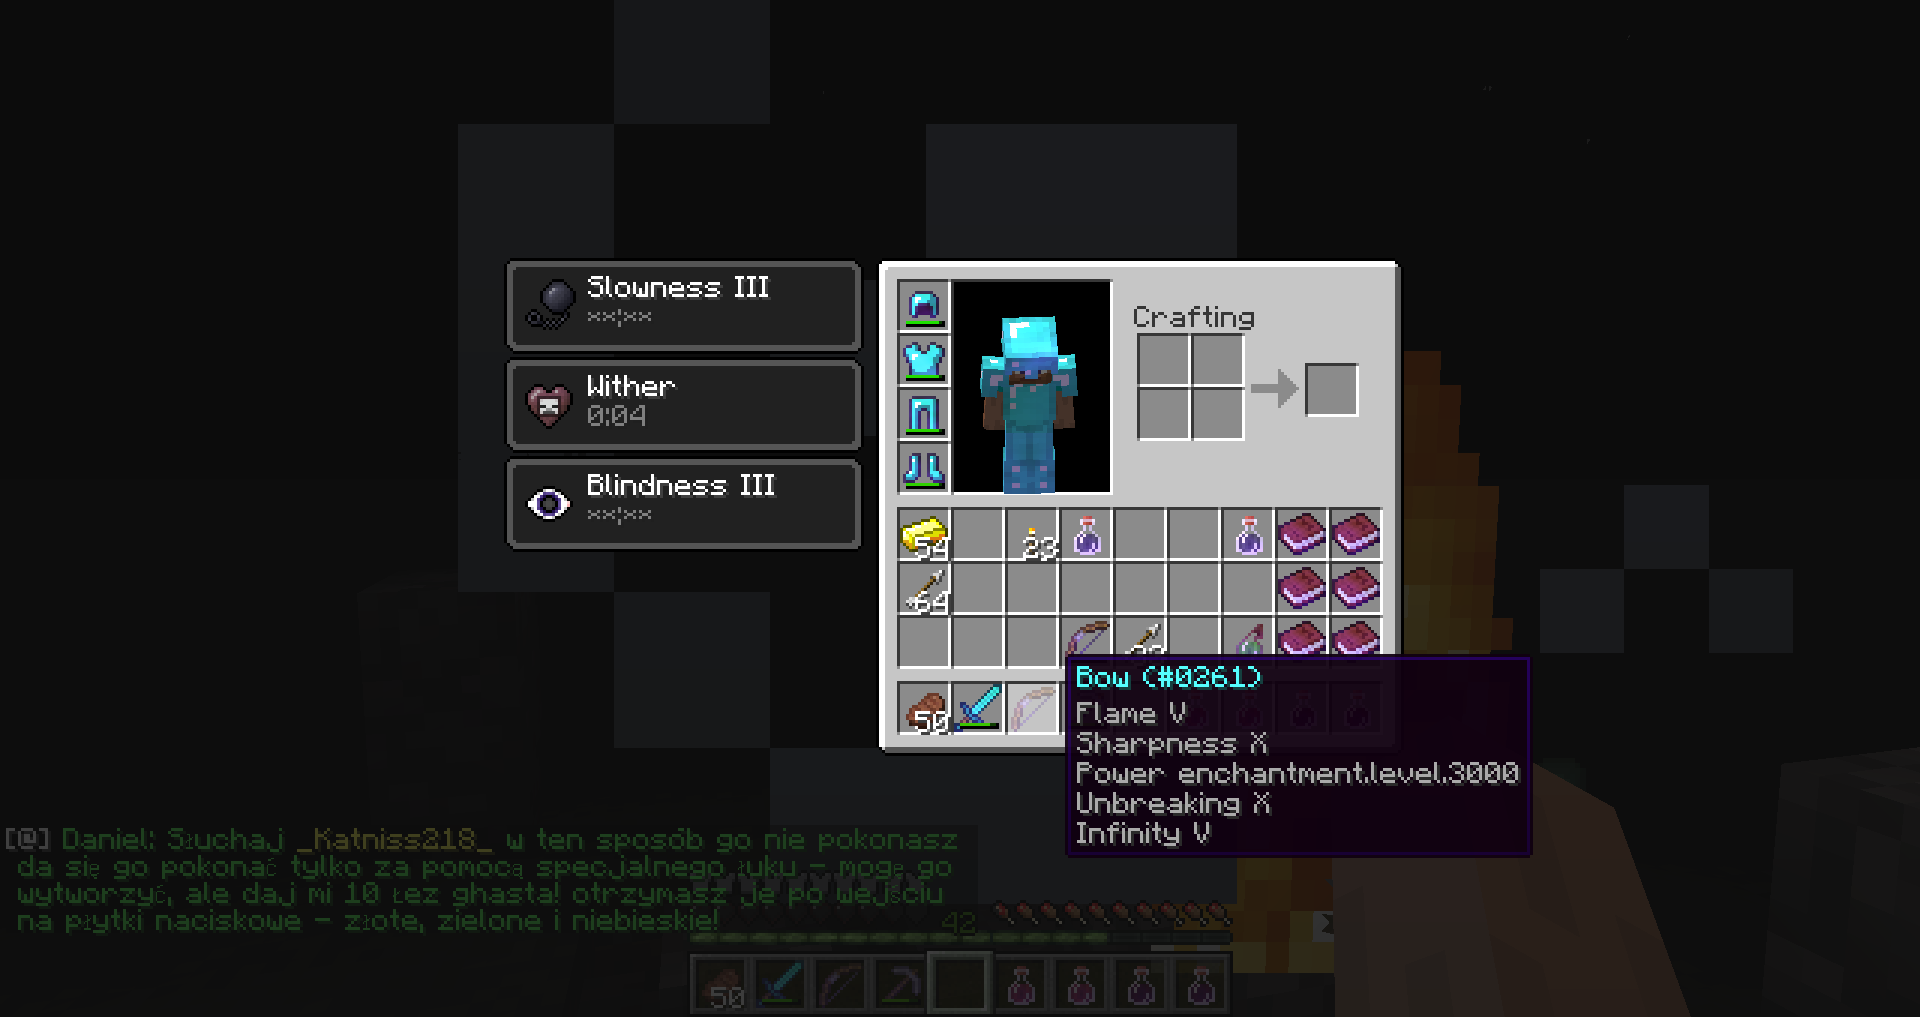 Slowness III
**:**
Wither
0:04
Blindness III
**:**
Crafting
54
23
64
50
Bow (#0261)
Flame V
Sharpness X
Power enchantment.level.3000
Unbreaking X
Infinity V
[@] Daniel: Słuchaj _Katniss218_ w ten sposób go nie pokonasz
da się go pokonać tylko za pomocą specjalnego łuku - mogę go
wytworzyć, ale daj mi 10 Łez ghasta! otrzymasz je po wejściu
na płytki naciskowe - złote, zielone i niebieskie!
42
50